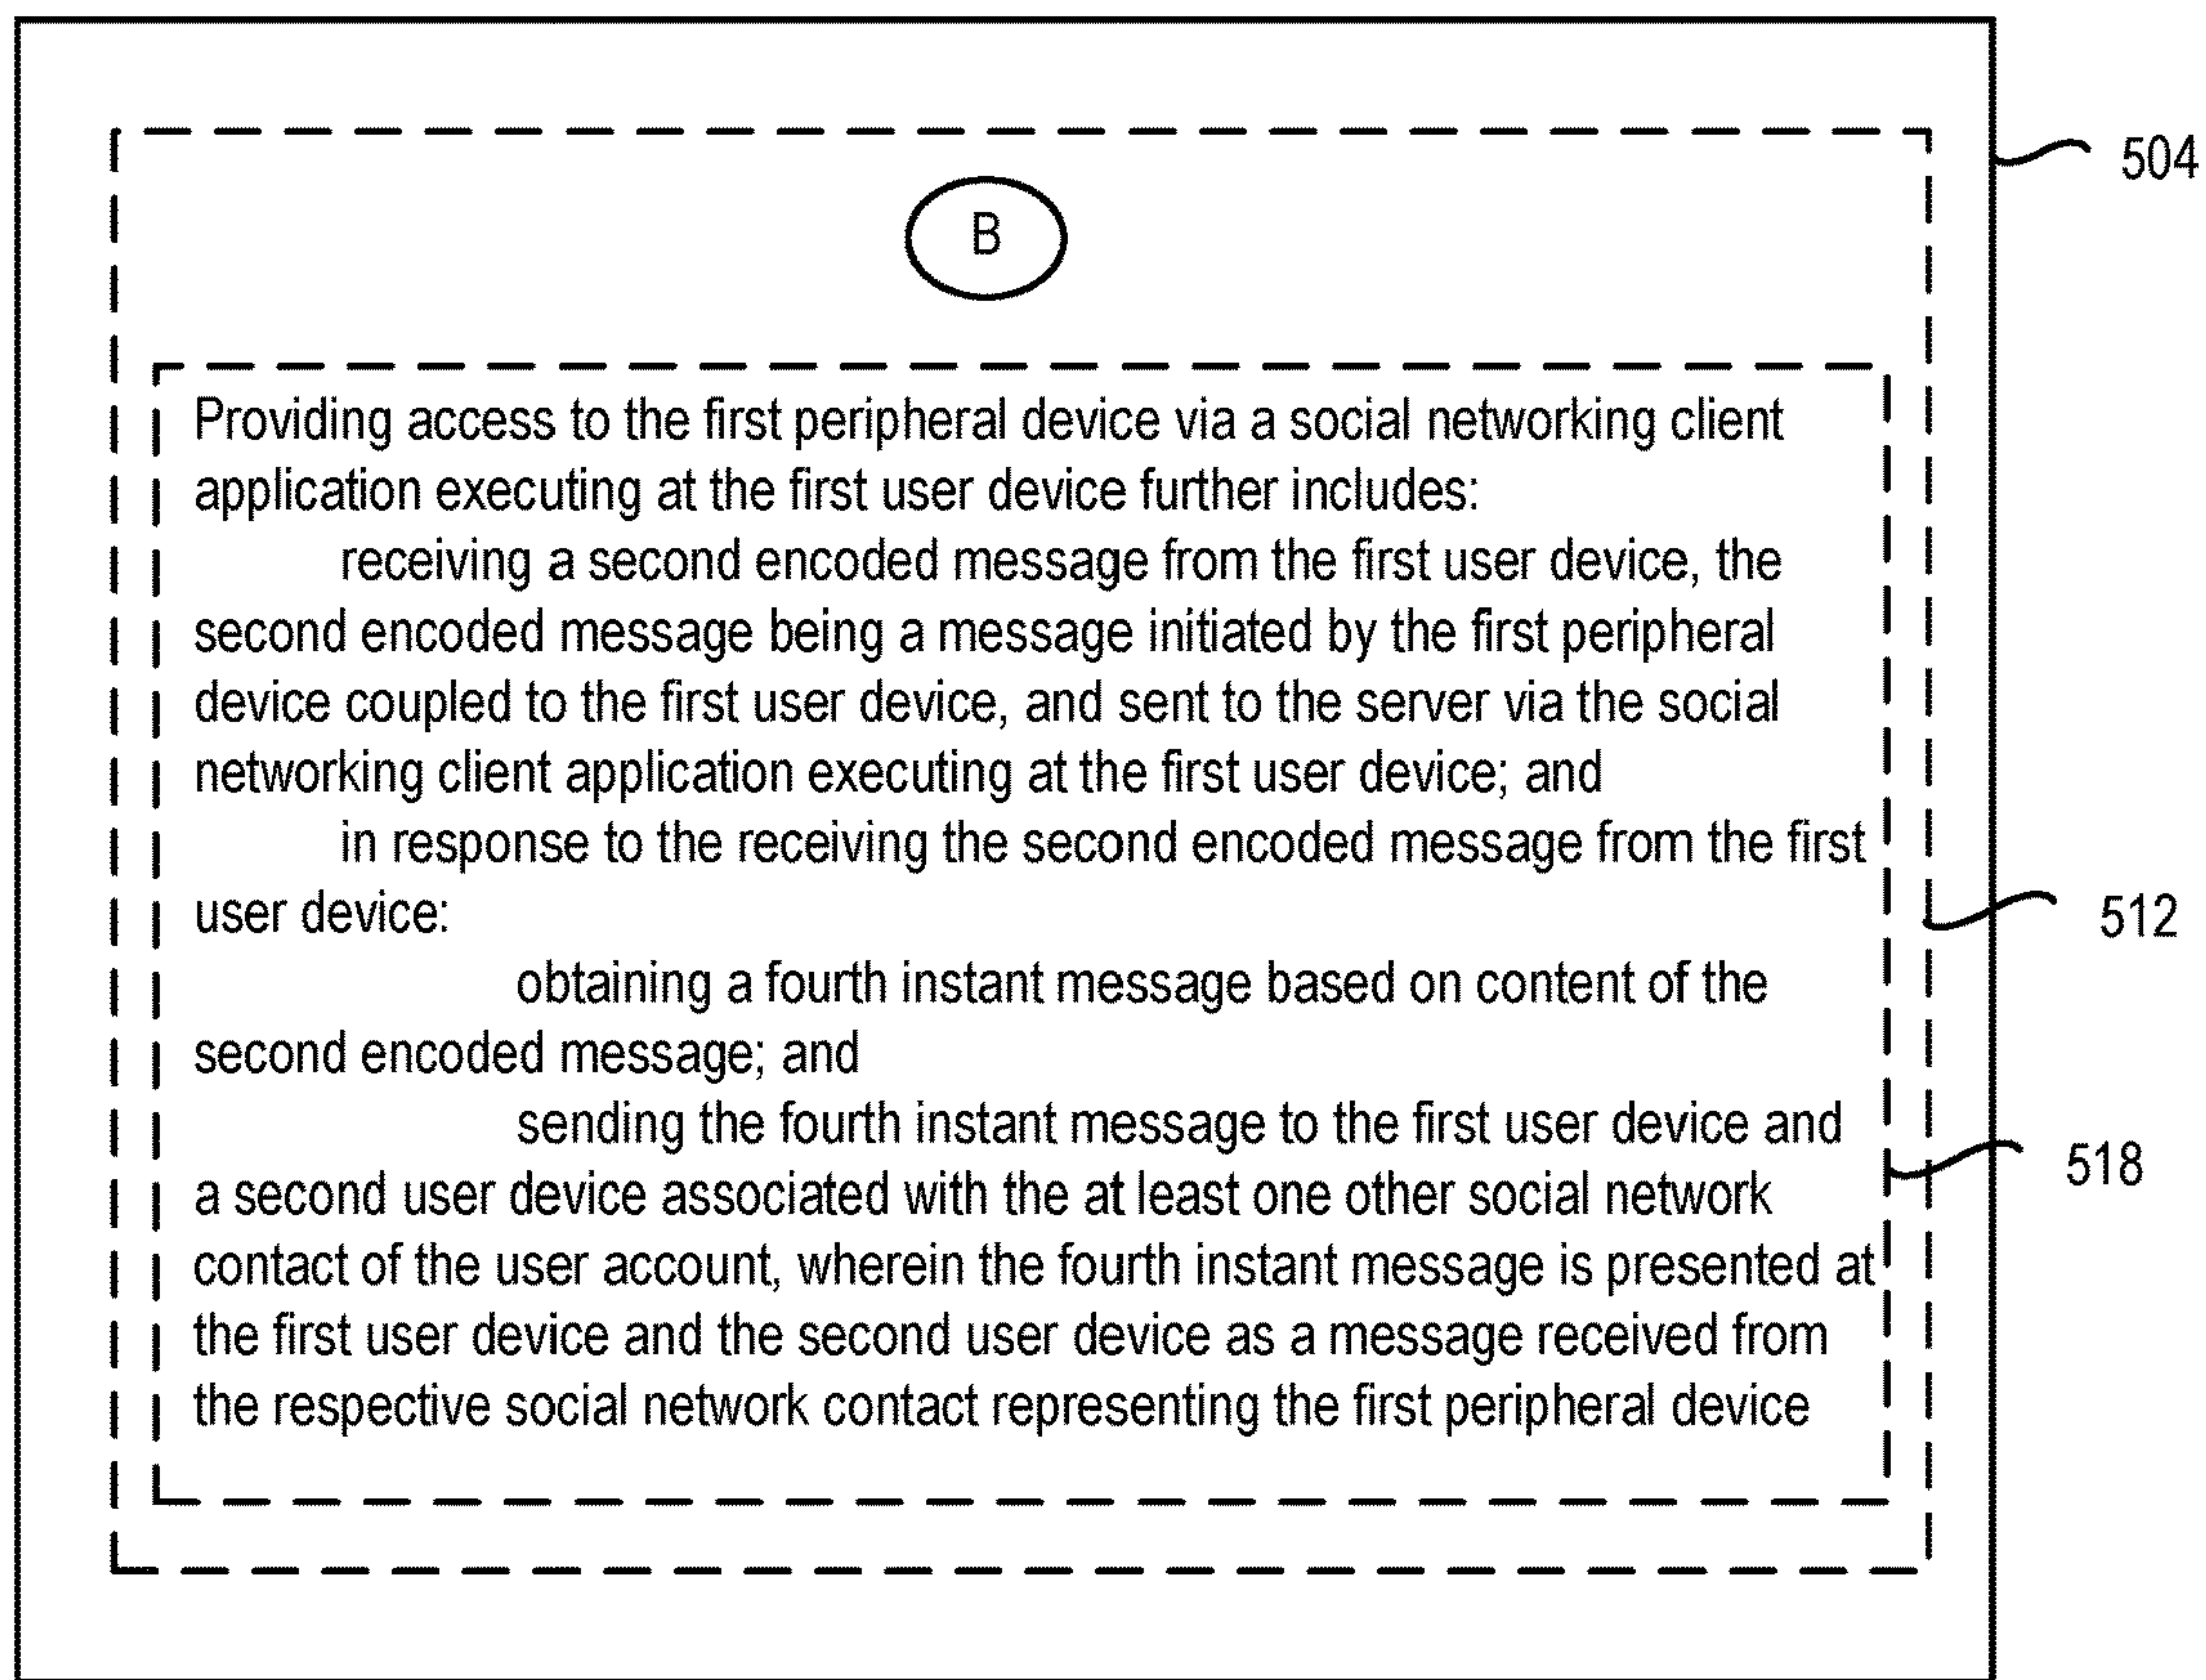 504
B
Providing access to the first peripheral device via a social networking client
application executing at the first user device further includes:
receiving a second encoded message from the first user device, the
second encoded message being a message initiated by the first peripheral
device coupled to the first user device, and sent to the server via the social
networking client application executing at the first user device; and
in response to the receiving the second encoded message from the first
user device:
512
obtaining a fourth instant message based on content of the
second encoded message; and
sending the fourth instant message to the first user device and
518
a second user device associated with the at least one other social network
contact of the user account, wherein the fourth instant message is presented at
the first user device and the second user device as a message received from
the respective social network contact representing the first peripheral device